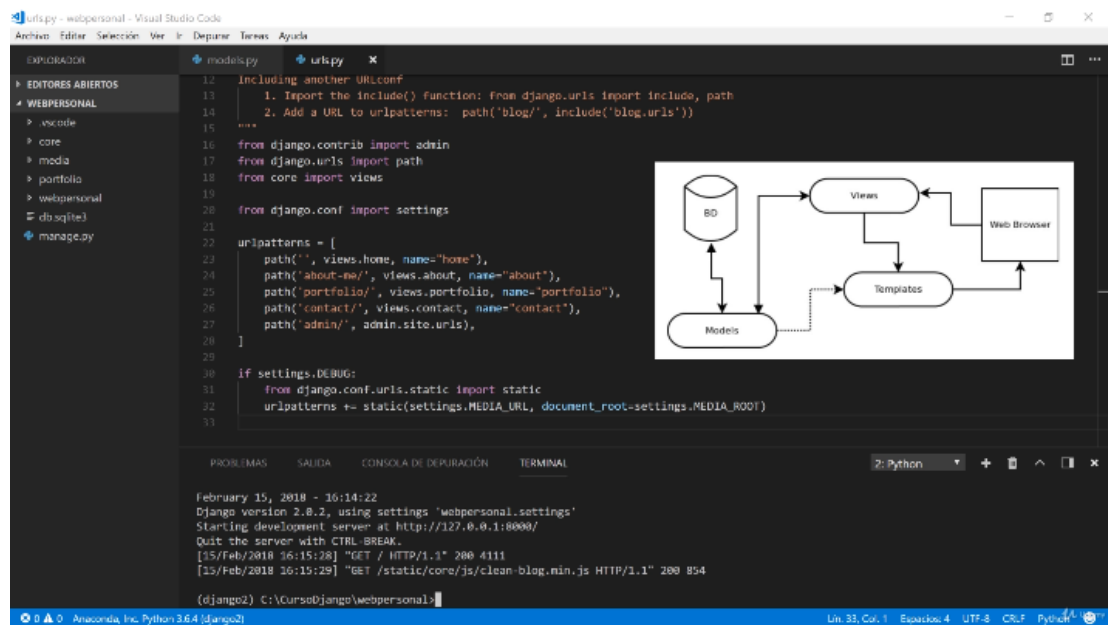 urls.py - webpersonal - Visual Studio Code
Archivo Editar Selección Ver Ir Depurar Tareas Ayuda
EXPLORADOR
EDITORES ABIERTOS
WEBPERSONAL
.vscode
core
media
portfolio
webpersonal
db.sqlite3
manage.py
models.py
urls.py
12 Including another URLconf
13 1. Import the include() function: from django.urls import include, path
14 2. Add a URL to urlpatterns: path('blog/', include('blog.urls'))
15 """
16 from django.contrib import admin
17 from django.urls import path
18 from core import views
19
20 from django.conf import settings
21
22 urlpatterns = [
23 path('', views.home, name="home"),
24 path('about-me/', views.about, name="about"),
25 path('portfolio/', views.portfolio, name="portfolio"),
26 path('contact/', views.contact, name="contact"),
27 path('admin/', admin.site.urls),
28 ]
29
30 if settings.DEBUG:
31 from django.conf.urls.static import static
32 urlpatterns += static(settings.MEDIA_URL, document_root=settings.MEDIA_ROOT)
33
BD
Views
Web Browser
Templates
Models
PROBLEMAS SALIDA CONSOLA DE DEPURACIÓN TERMINAL
2: Python
February 15, 2018 - 16:14:22
Django version 2.0.2, using settings 'webpersonal.settings'
Starting development server at http://127.0.0.1:8000/
Quit the server with CTRL-BREAK.
[15/Feb/2018 16:15:28] "GET / HTTP/1.1" 200 4111
[15/Feb/2018 16:15:29] "GET /static/core/js/clean-blog.min.js HTTP/1.1" 200 854
(django2) C:\CursoDjango\webpersonal>
0 0 Anaconda, Inc. Python 3.6.4 (django2)
Lín. 33, Col. 1 Espacios: 4 UTF-8 CRLF Python